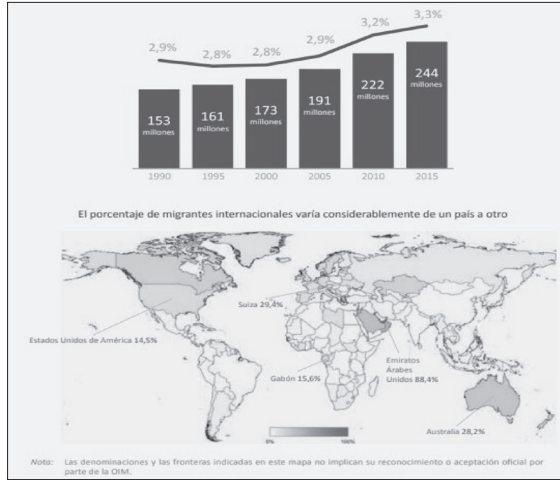 2,9% 2,8% 2,8% 2,9% 3,2% 3,3%
153 millones
161 millones
173 millones
191 millones
222 millones
244 millones
1990 1995 2000 2005 2010 2015
El porcentaje de migrantes internacionales varía considerablemente de un país a otro
Suiza 29,4%
Estados Unidos de América 14,5%
Gabón 15,6%
Emiratos
Árabes
Unidos 88,4%
Australia 28,2%
0% 100%
Nota: Las denominaciones y las fronteras indicadas en este mapa no implican su reconocimiento o aceptación oficial por
parte de la OIM.